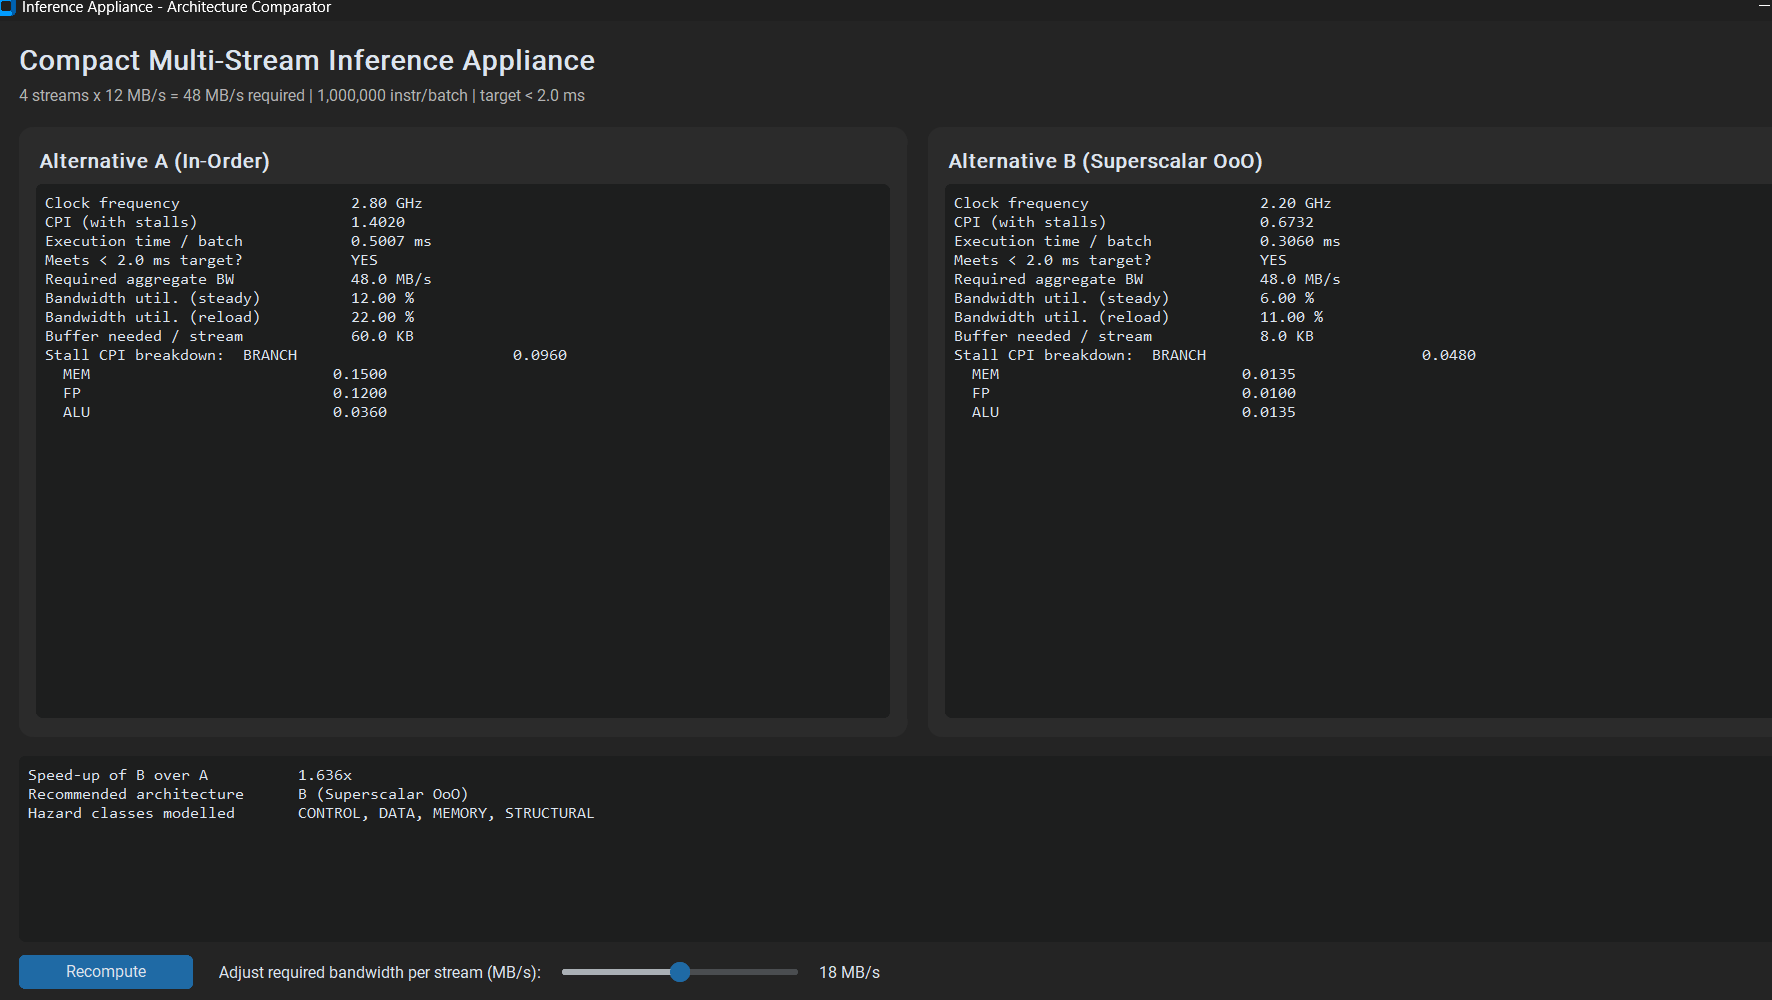 Inference Appliance - Architecture Comparator
Compact Multi-Stream Inference Appliance
4 streams x 12 MB/s = 48 MB/s required | 1,000,000 instr/batch | target < 2.0 ms
Alternative A (In-Order)
Clock frequency 2.80 GHz
CPI (with stalls) 1.4020
Execution time / batch 0.5007 ms
Meets < 2.0 ms target? YES
Required aggregate BW 48.0 MB/s
Bandwidth util. (steady) 12.00 %
Bandwidth util. (reload) 22.00 %
Buffer needed / stream 60.0 KB
Stall CPI breakdown: BRANCH 0.0960
MEM 0.1500
FP 0.1200
ALU 0.0360
Alternative B (Superscalar OoO)
Clock frequency 2.20 GHz
CPI (with stalls) 0.6732
Execution time / batch 0.3060 ms
Meets < 2.0 ms target? YES
Required aggregate BW 48.0 MB/s
Bandwidth util. (steady) 6.00 %
Bandwidth util. (reload) 11.00 %
Buffer needed / stream 8.0 KB
Stall CPI breakdown: BRANCH 0.0480
MEM 0.0135
FP 0.0100
ALU 0.0135
Speed-up of B over A 1.636x
Recommended architecture B (Superscalar OoO)
Hazard classes modelled CONTROL, DATA, MEMORY, STRUCTURAL
Recompute
Adjust required bandwidth per stream (MB/s): 18 MB/s